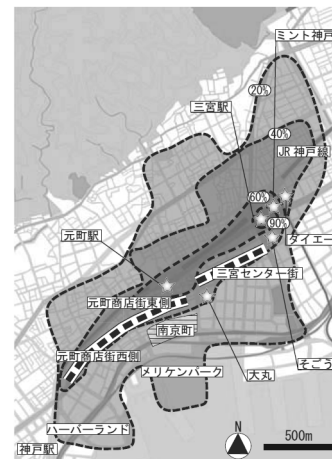 ミント神戸
三宮駅
20%
40%
JR神戸線
60%
90%
ダイエー
元町駅
三宮センター街
元町商店街東側
南京町
元町商店街西側
メリケンパーク
大丸
そごう
ハーバーランド
神戸駅
N
500m